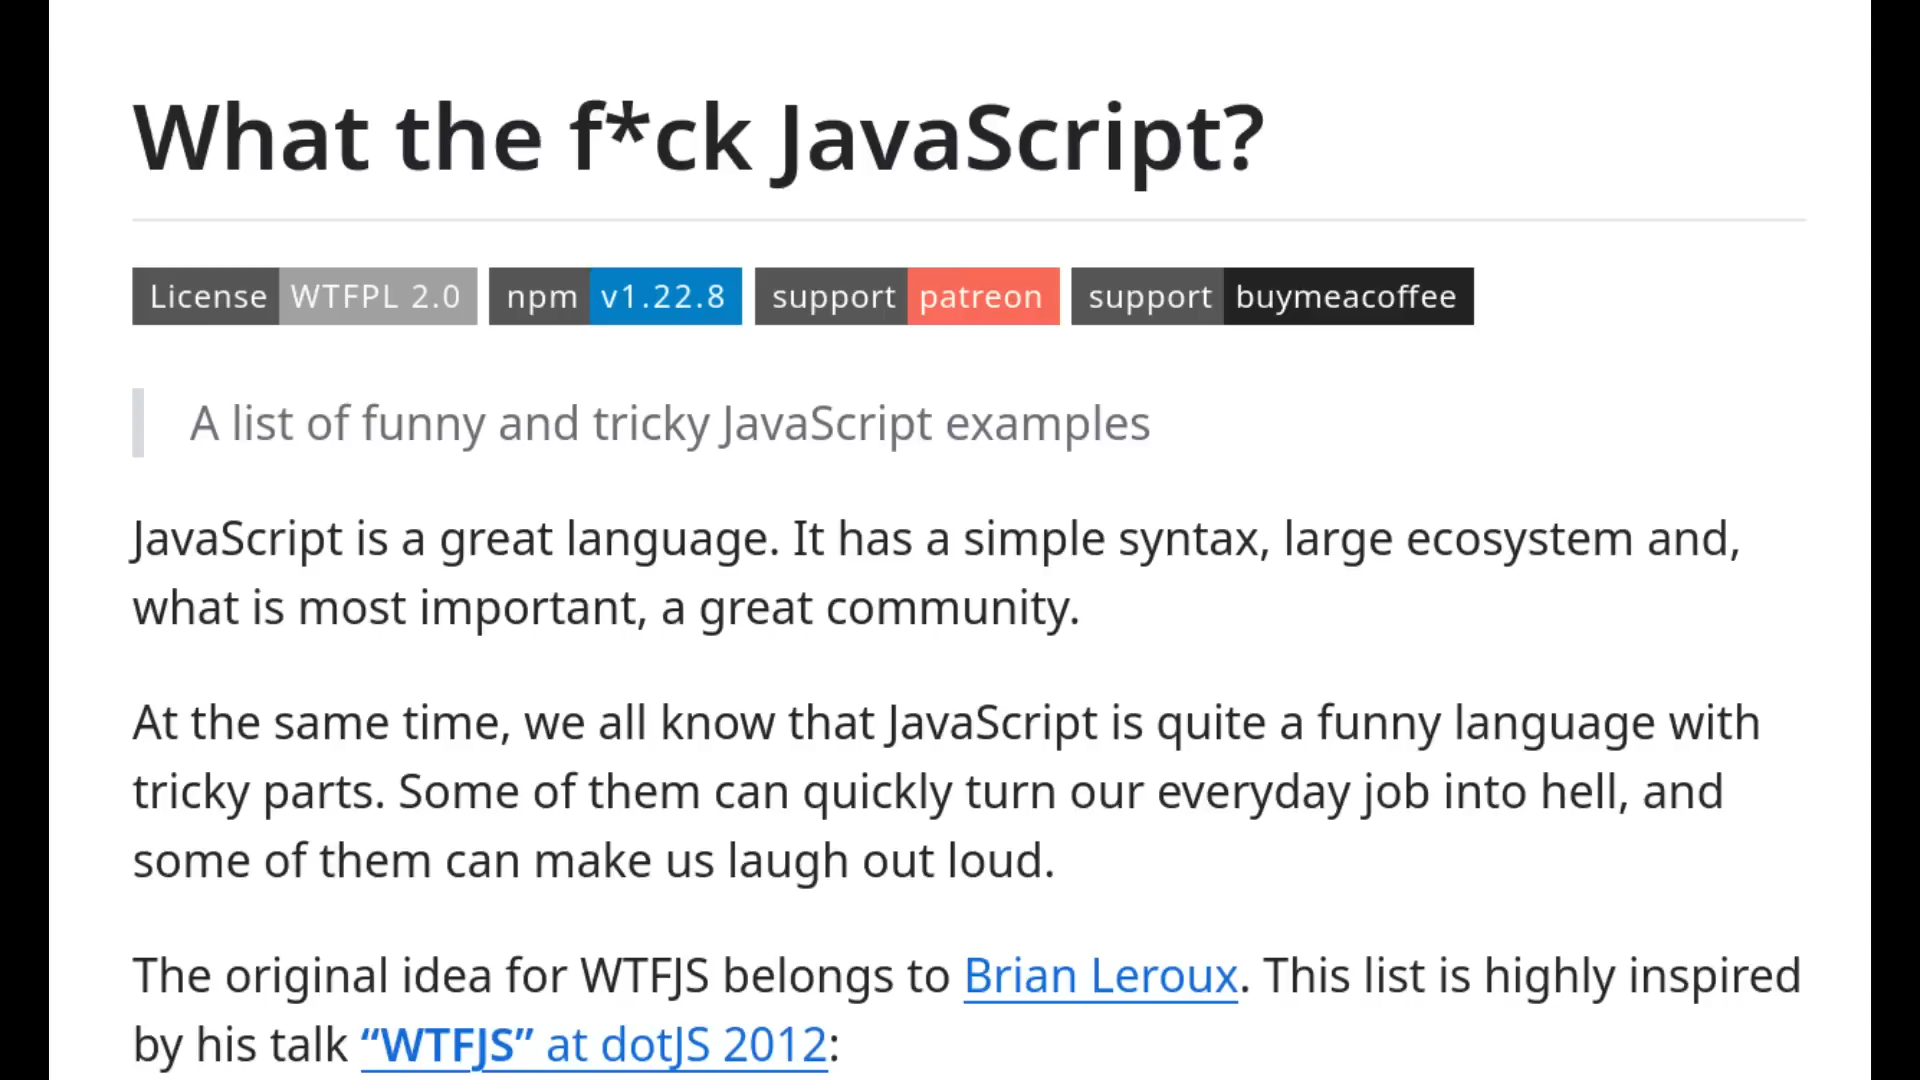 What the f*ck JavaScript?
License WTFPL 2.0 npm v1.22.8 support patreon support buymeacoffee
A list of funny and tricky JavaScript examples
JavaScript is a great language. It has a simple syntax, large ecosystem and,
what is most important, a great community.
At the same time, we all know that JavaScript is quite a funny language with
tricky parts. Some of them can quickly turn our everyday job into hell, and
some of them can make us laugh out loud.
The original idea for WTFJS belongs to Brian Leroux. This list is highly inspired
by his talk “WTFJS” at dotJS 2012: